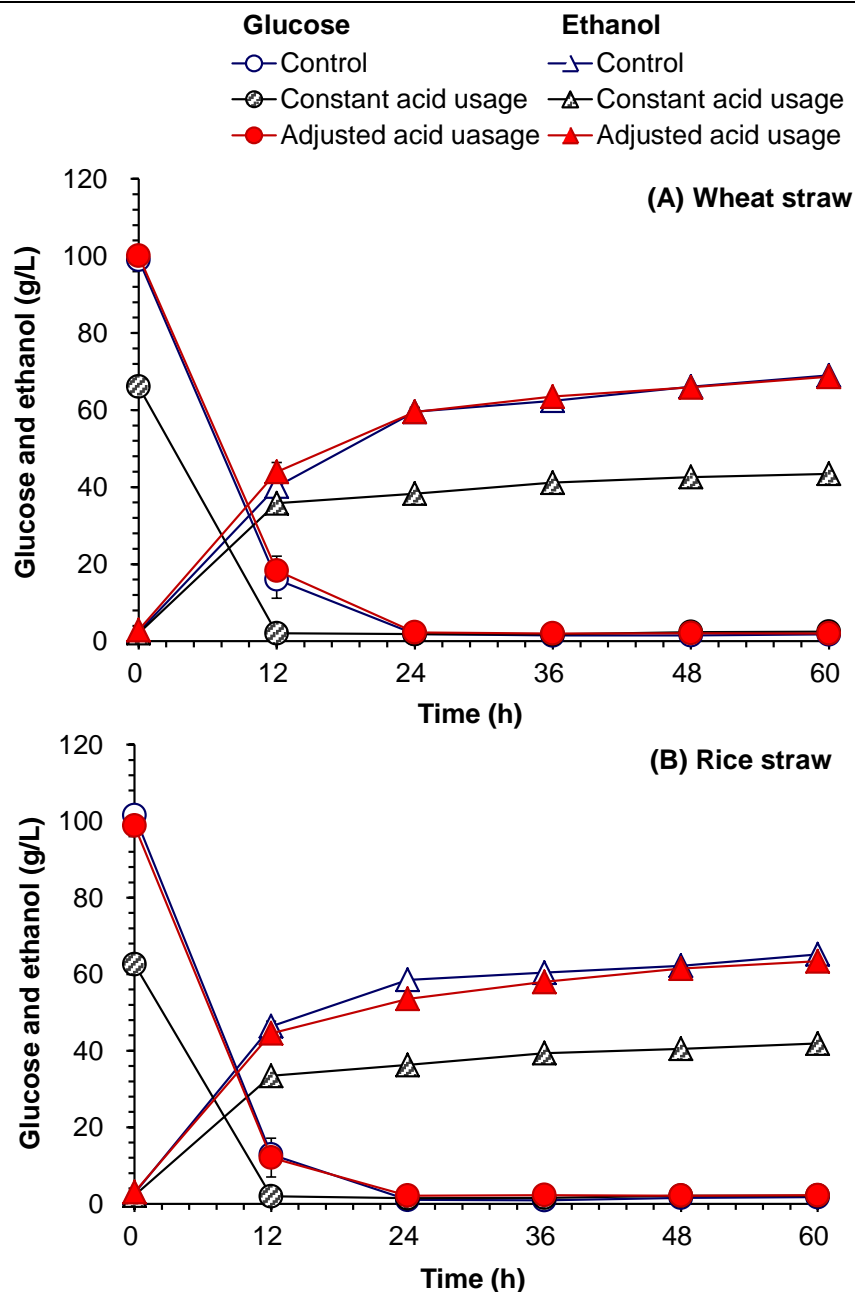 Glucose Ethanol
Control Control
Constant acid usage Constant acid usage
Adjusted acid uasage Adjusted acid usage
120
(A) Wheat straw
100
80
60
40
20
0
Glucose and ethanol (g/L)
0 12 24 36 48 60
Time (h)
120
(B) Rice straw
100
80
60
40
20
0
Glucose and ethanol (g/L)
0 12 24 36 48 60
Time (h)